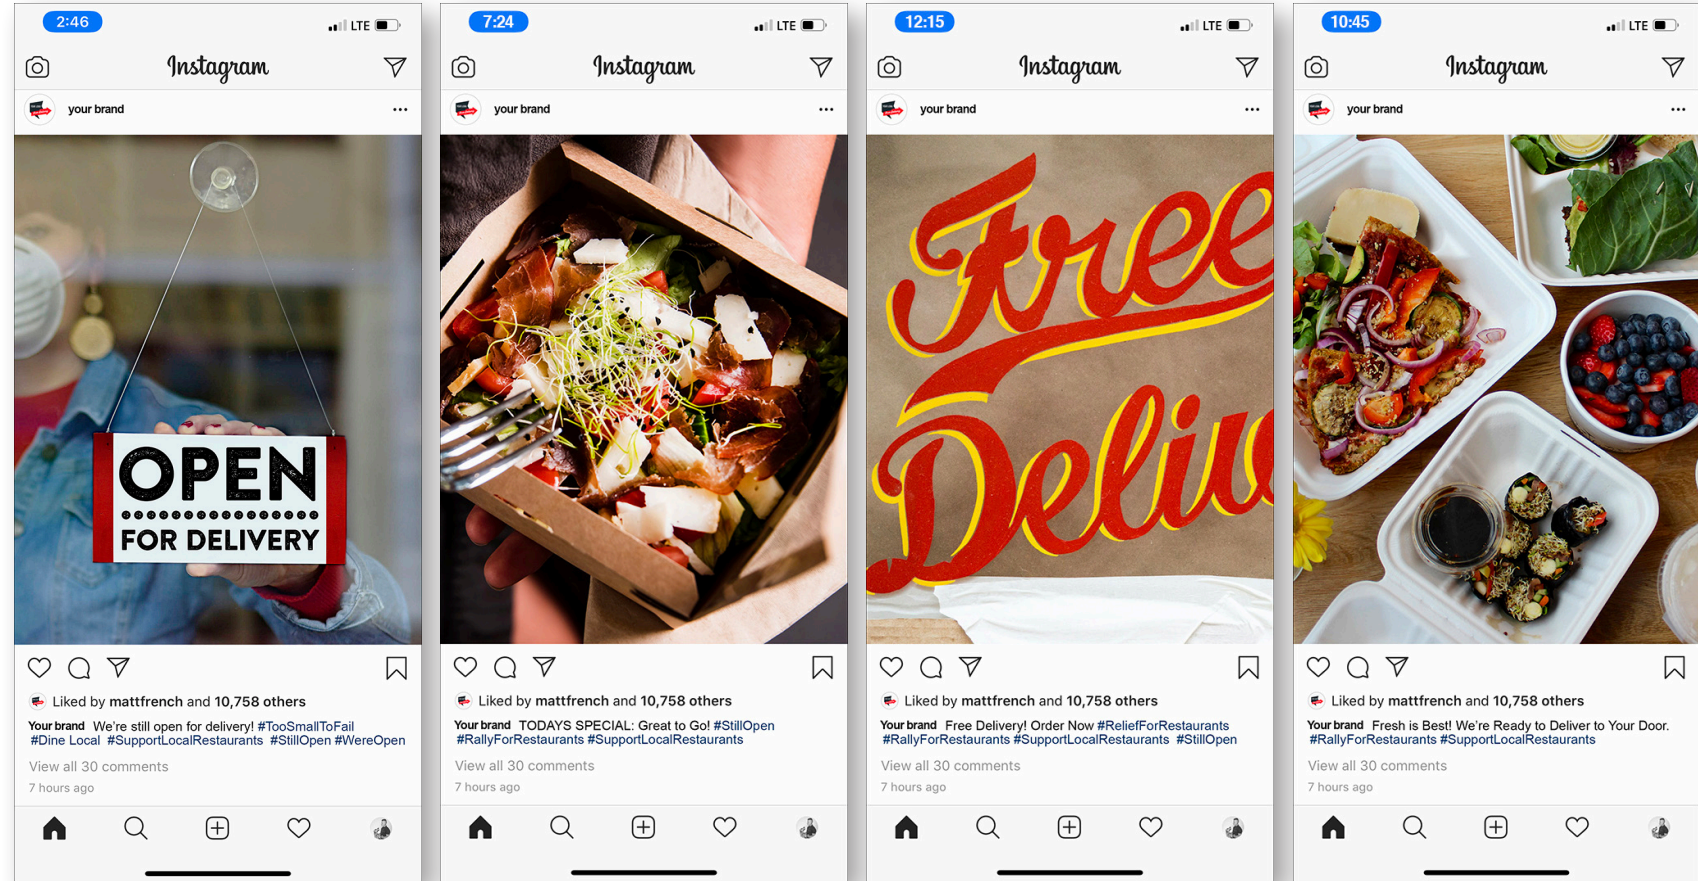 2:46
LTE
Instagram
your brand
OPEN
FOR DELIVERY
Liked by mattfrench and 10,758 others
Your brand We're still open for delivery! #TooSmallToFail
#Dine Local #SupportLocalRestaurants #StillOpen #WereOpen
View all 30 comments
7 hours ago
7:24
LTE
Instagram
your brand
Liked by mattfrench and 10,758 others
Your brand TODAYS SPECIAL: Great to Go! #StillOpen
#RallyForRestaurants #SupportLocalRestaurants
View all 30 comments
7 hours ago
12:15
LTE
Instagram
your brand
Free
Deliv
Liked by mattfrench and 10,758 others
Your brand Free Delivery! Order Now #ReliefForRestaurants
#RallyForRestaurants #SupportLocalRestaurants #StillOpen
View all 30 comments
7 hours ago
10:45
LTE
Instagram
your brand
Liked by mattfrench and 10,758 others
Your brand Fresh is Best! We're Ready to Deliver to Your Door.
#RallyForRestaurants #SupportLocalRestaurants
View all 30 comments
7 hours ago